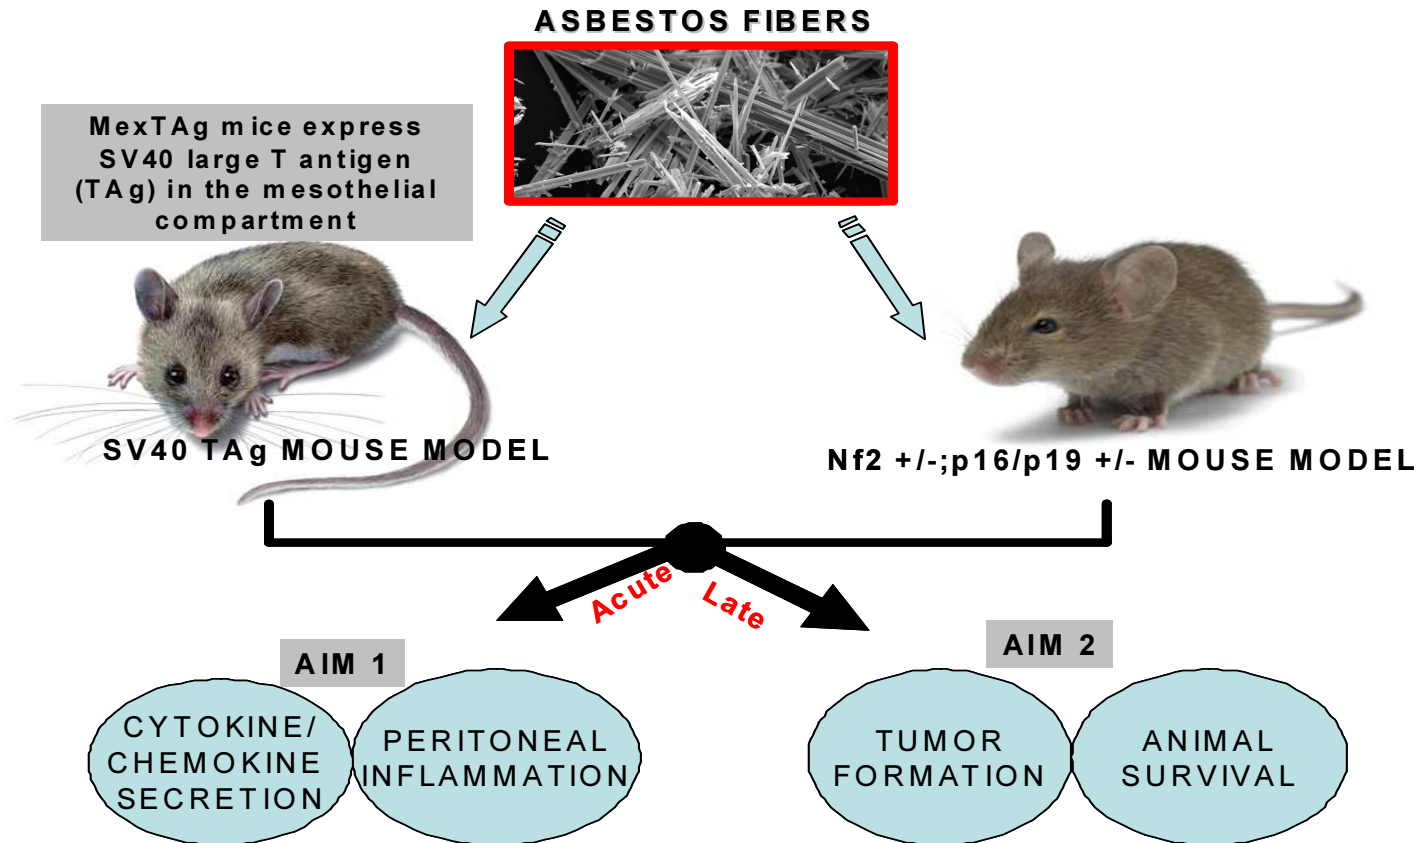 ASBESTOS FIBERS
MexTAg mice express
SV40 large T antigen
(TAg) in the mesothelial
compartment
SV40 TAg MOUSE MODEL
Nf2 +/-;p16/p19 +/- MOUSE MODEL
Acute
Late
AIM 1
AIM 2
CYTOKINE/
CHEMOKINE
SECRETION
PERITONEAL
INFLAMMATION
TUMOR
FORMATION
ANIMAL
SURVIVAL